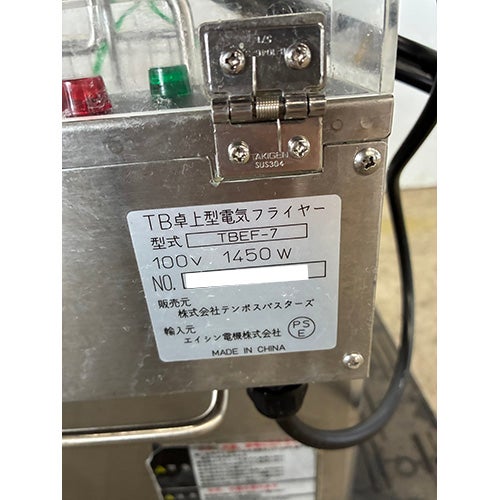 TAKIGEN
SUS304
TB卓上型電気フライヤー
型式 TBEF-7
100V 1450W
NO.
販売元
株式会社テンポスバスターズ
輸入元
エイシン電機株式会社
PS
E
MADE IN CHINA